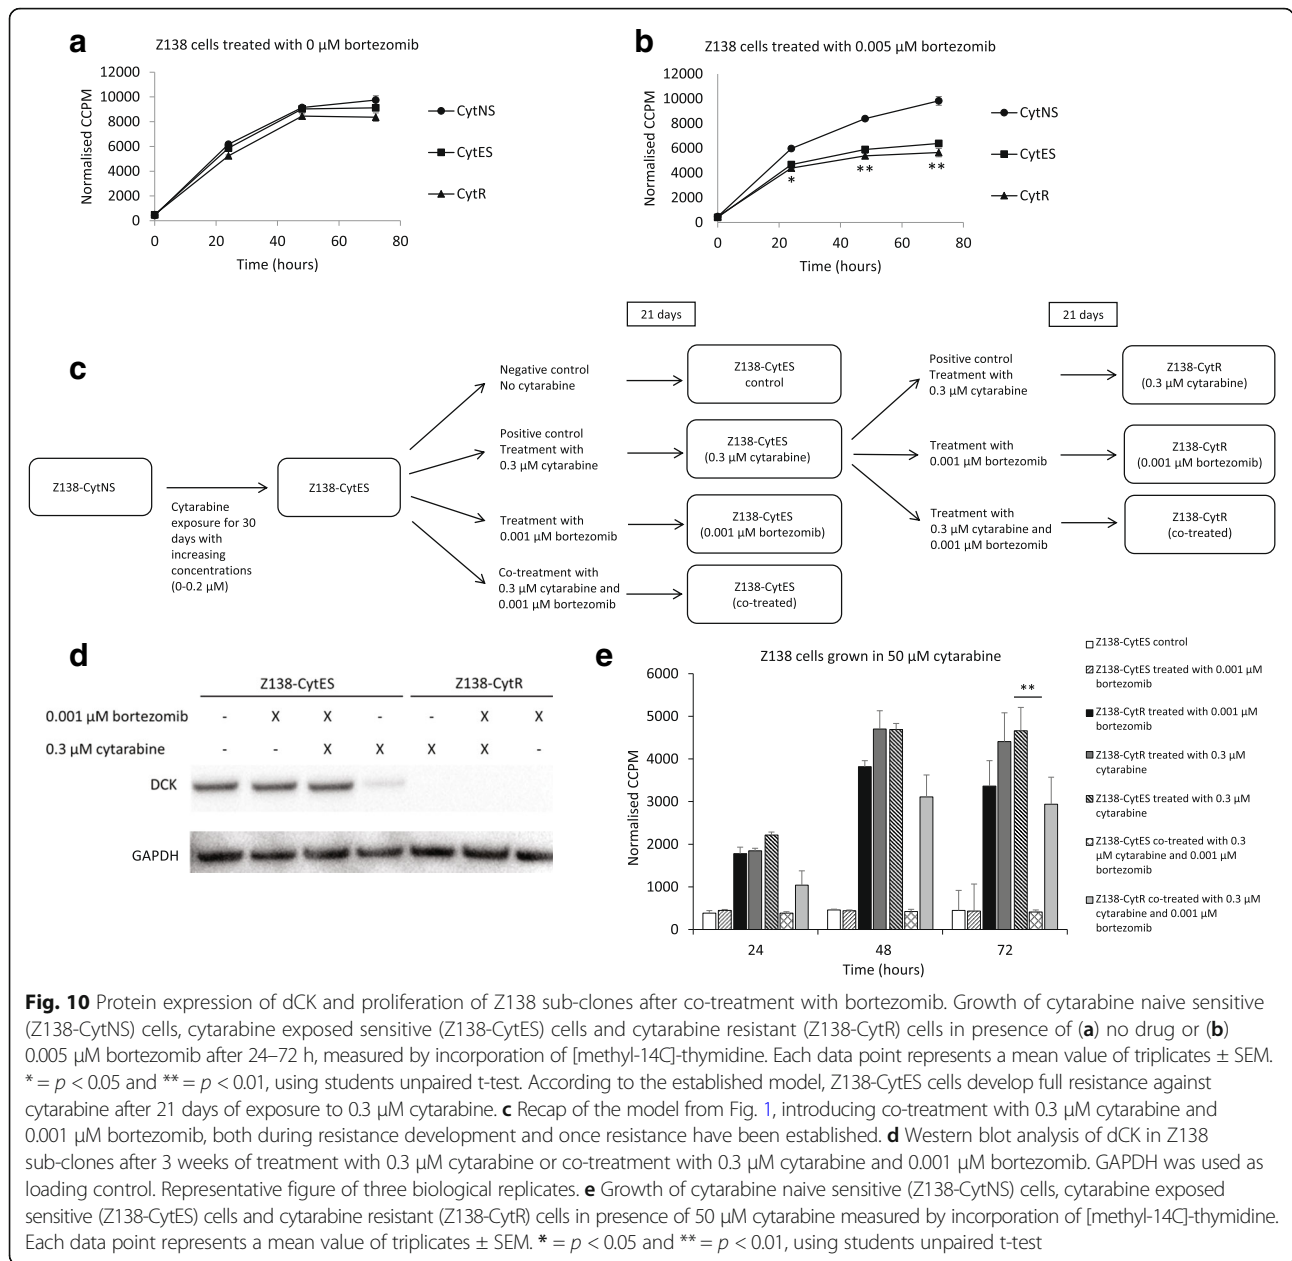 a
Z138 cells treated with 0 µM bortezomib
12000
10000
8000
6000
4000
2000
0
Normalised CCPM
0 20 40 60 80
Time (hours)
CytNS
CytES
CytR
b
Z138 cells treated with 0.005 µM bortezomib
12000
10000
8000
6000
4000
2000
0
Normalised CCPM
* ** **
0 20 40 60 80
Time (hours)
CytNS
CytES
CytR
c
21 days
21 days
Z138-CytNS
Cytarabine
exposure for 30
days with
increasing
concentrations
(0-0.2 µM)
Z138-CytES
Negative control
No cytarabine
Positive control
Treatment with
0.3 µM cytarabine
Treatment with
0.001 µM bortezomib
Co-treatment with
0.3 µM cytarabine and
0.001 µM bortezomib
Z138-CytES
control
Z138-CytES
(0.3 µM cytarabine)
Z138-CytES
(0.001 µM bortezomib)
Z138-CytES
(co-treated)
Positive control
Treatment with
0.3 µM cytarabine
Treatment with
0.001 µM bortezomib
Treatment with
0.3 µM cytarabine and
0.001 µM bortezomib
Z138-CytR
(0.3 µM cytarabine)
Z138-CytR
(0.001 µM bortezomib)
Z138-CytR
(co-treated)
d
Z138-CytES Z138-CytR
0.001 µM bortezomib - X X - - X X
0.3 µM cytarabine - - X X X X -
DCK
GAPDH
e
Z138 cells grown in 50 µM cytarabine
6000
5000
4000
3000
2000
1000
0
Normalised CCPM
**
24 48 72
Time (hours)
Z138-CytES control
Z138-CytES treated with 0.001 µM
bortezomib
Z138-CytR treated with 0.001 µM
bortezomib
Z138-CytR treated with 0.3 µM
cytarabine
Z138-CytES treated with 0.3 µM
cytarabine
Z138-CytES co-treated with 0.3
µM cytarabine and 0.001 µM
bortezomib
Z138-CytR co-treated with 0.3 µM
cytarabine and 0.001 µM
bortezomib
Fig. 10 Protein expression of dCK and proliferation of Z138 sub-clones after co-treatment with bortezomib. Growth of cytarabine naive sensitive
(Z138-CytNS) cells, cytarabine exposed sensitive (Z138-CytES) cells and cytarabine resistant (Z138-CytR) cells in presence of (a) no drug or (b)
0.005 µM bortezomib after 24–72 h, measured by incorporation of [methyl-14C]-thymidine. Each data point represents a mean value of triplicates ± SEM.
* = p < 0.05 and ** = p < 0.01, using students unpaired t-test. According to the established model, Z138-CytES cells develop full resistance against
cytarabine after 21 days of exposure to 0.3 µM cytarabine. c Recap of the model from Fig. 1, introducing co-treatment with 0.3 µM cytarabine and
0.001 µM bortezomib, both during resistance development and once resistance have been established. d Western blot analysis of dCK in Z138
sub-clones after 3 weeks of treatment with 0.3 µM cytarabine or co-treatment with 0.3 µM cytarabine and 0.001 µM bortezomib. GAPDH was used as
loading control. Representative figure of three biological replicates. e Growth of cytarabine naive sensitive (Z138-CytNS) cells, cytarabine exposed
sensitive (Z138-CytES) cells and cytarabine resistant (Z138-CytR) cells in presence of 50 µM cytarabine measured by incorporation of [methyl-14C]-thymidine.
Each data point represents a mean value of triplicates ± SEM. * = p < 0.05 and ** = p < 0.01, using students unpaired t-test